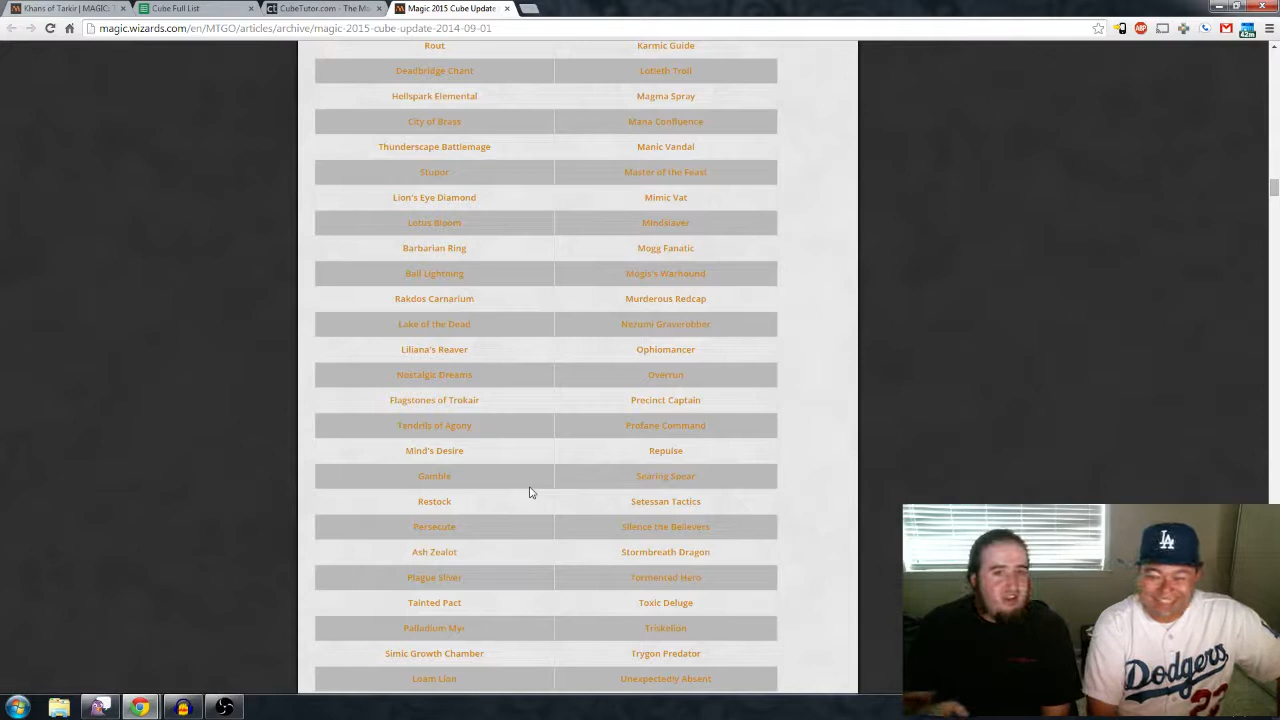 Khans of Tarkir | MAGIC: T
Cube Full List
CubeTutor.com - The Ma
Magic 2015 Cube Update
magic.wizards.com/en/MTGO/articles/archive/magic-2015-cube-update-2014-09-01
ABP
42m
Rout Karmic Guide
Deadbridge Chant Lotleth Troll
Hellspark Elemental Magma Spray
City of Brass Mana Confluence
Thunderscape Battlemage Manic Vandal
Stupor Master of the Feast
Lion's Eye Diamond Mimic Vat
Lotus Bloom Mindslaver
Barbarian Ring Mogg Fanatic
Ball Lightning Mogis's Warhound
Rakdos Carnarium Murderous Redcap
Lake of the Dead Nezumi Graverobber
Liliana's Reaver Ophiomancer
Nostalgic Dreams Overrun
Flagstones of Trokair Precinct Captain
Tendrils of Agony Profane Command
Mind's Desire Repulse
Gamble Searing Spear
Restock Setessan Tactics
Persecute Silence the Believers
Ash Zealot Stormbreath Dragon
Plague Sliver Tormented Hero
Tainted Pact Toxic Deluge
Palladium Myr Triskelion
Simic Growth Chamber Trygon Predator
Loam Lion Unexpectedly Absent
LA
Dodgers